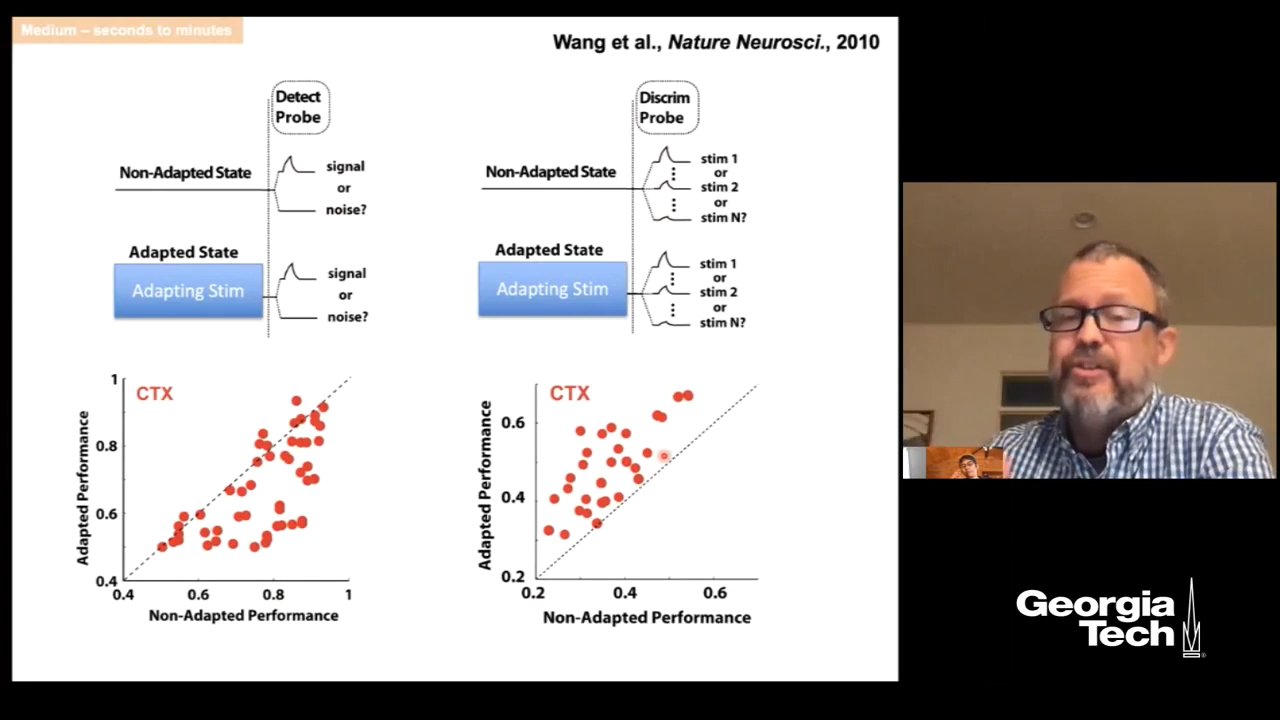 Medium – seconds to minutes
Wang et al., Nature Neurosci., 2010
Detect
Probe
Non-Adapted State
signal
or
noise?
Adapted State
Adapting Stim
signal
or
noise?
Discrim
Probe
Non-Adapted State
stim 1
or
stim 2
or
stim N?
Adapted State
Adapting Stim
stim 1
or
stim 2
or
stim N?
CTX
Adapted Performance
1
0.8
0.6
0.4
0.4 0.6 0.8 1
Non-Adapted Performance
CTX
Adapted Performance
0.6
0.4
0.2
0.2 0.4 0.6
Non-Adapted Performance
Georgia
Tech